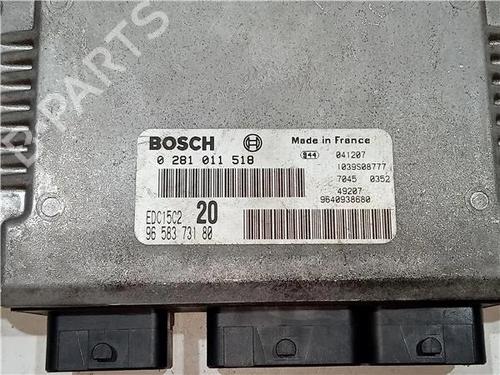 B-PARTS
BOSCH
Made in France
0 281 011 518
044 041207
1039S08777
7045 0352
49207
9640938680
EDC15C2 20
96 583 731 80